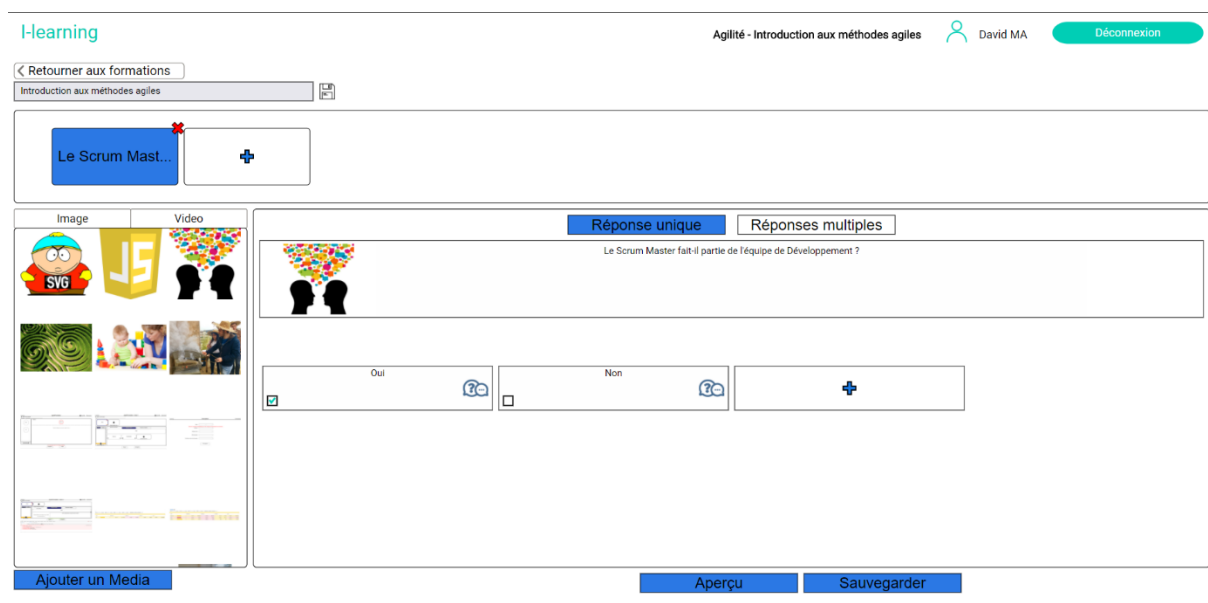 I-learning
Agilité - Introduction aux méthodes agiles
David MA
Déconnexion
Retourner aux formations
Introduction aux méthodes agiles
Le Scrum Mast...
Image
Video
Réponse unique
Réponses multiples
SVG
JS
Le Scrum Master fait-il partie de l'équipe de Développement ?
Oui
Non
Ajouter un Media
Aperçu
Sauvegarder